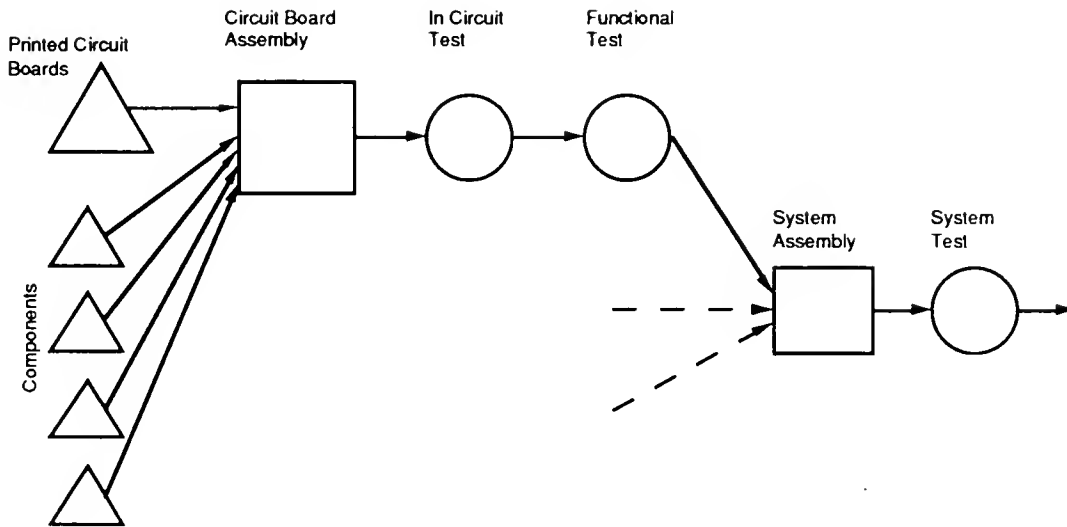 Printed Circuit
Boards
Circuit Board
Assembly
In Circuit
Test
Functional
Test
System
Assembly
System
Test
Components